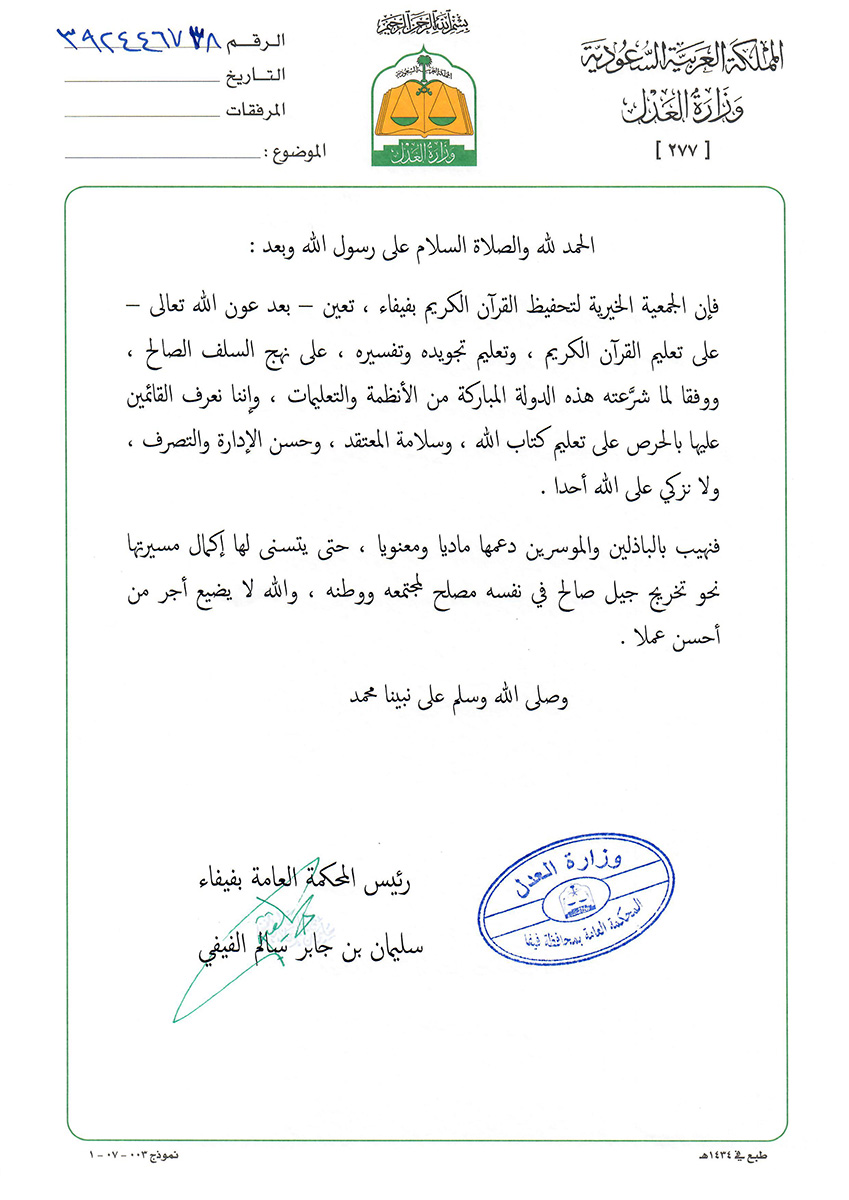 بسم الله الرحمن الرحيم
المملكة العربية السعودية
وزارة العدل
[ ٢٧٧ ]
المملكة العربية السعودية
وزارة العدل
الرقـم
التـاريخ
المرفقات
الموضوع :
الحمد لله والصلاة السلام على رسول الله وبعد :
فإن الجمعية الخيرية لتحفيظ القرآن الكريم بفيفاء ، تعين – بعد عون الله تعالى –
على تعليم القرآن الكريم ، وتعليم تجويده وتفسيره ، على نهج السلف الصالح ،
ووفقا لما شرَّعته هذه الدولة المباركة من الأنظمة والتعليمات ، وإننا نعرف القائمين
عليها بالحرص على تعليم كتاب الله ، وسلامة المعتقد ، وحسن الإدارة والتصرف ،
ولا نزكي على الله أحدا .
فنهيب بالباذلين والموسرين دعمها ماديا ومعنويا ، حتى يتسنى لها إكمال مسيرتها
نحو تخريج جيل صالح في نفسه مصلح لمجتمعه ووطنه ، والله لا يضيع أجر من
أحسن عملا .
وصلى الله وسلم على نبينا محمد
رئيس المحكمة العامة بفيفاء
سليمان بن جابر سالم الفيفي
وزارة العدل
المحكمة العامة بمحافظة فيفا
طبع في ١٤٣٤هـ
نموذج ٠٠٣ - ٠٧ - ١